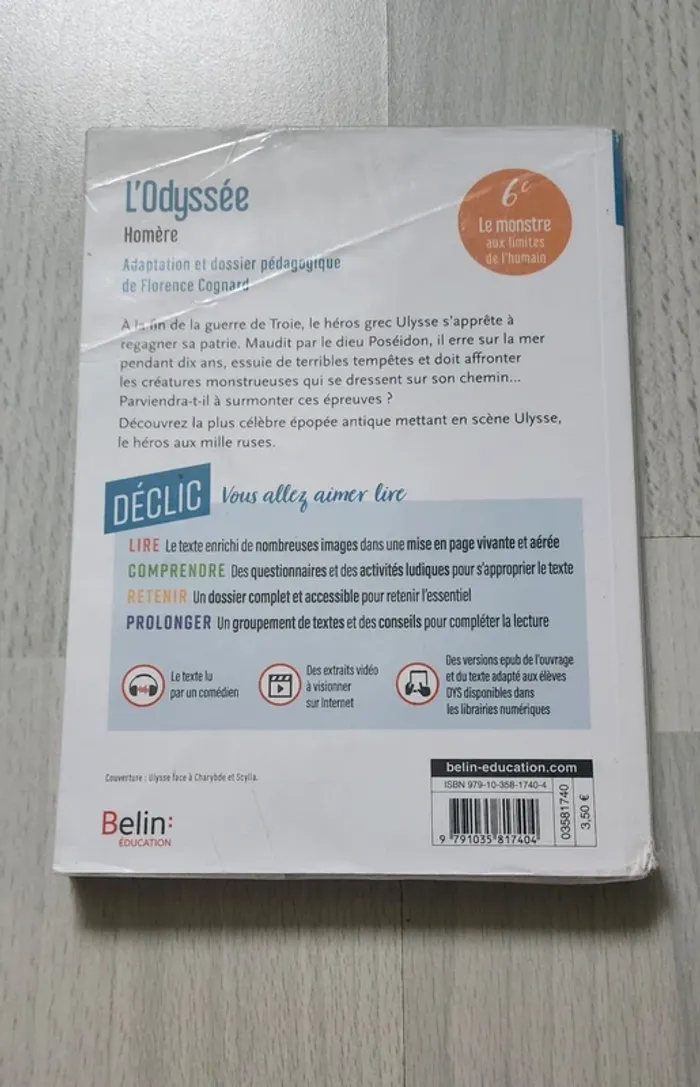 L'Odyssée
Homère
Adaptation et dossier pédagogique
de Florence Cognard
6e
Le monstre
aux limites
de l'humain
À la fin de la guerre de Troie, le héros grec Ulysse s'apprête à
regagner sa patrie. Maudit par le dieu Poséidon, il erre sur la mer
pendant dix ans, essuie de terribles tempêtes et doit affronter
les créatures monstrueuses qui se dressent sur son chemin...
Parviendra-t-il à surmonter ces épreuves ?
Découvrez la plus célèbre épopée antique mettant en scène Ulysse,
le héros aux mille ruses.
DÉCLIC Vous allez aimer lire
LIRE Le texte enrichi de nombreuses images dans une mise en page vivante et aérée
COMPRENDRE Des questionnaires et des activités ludiques pour s'approprier le texte
RETENIR Un dossier complet et accessible pour retenir l'essentiel
PROLONGER Un groupement de textes et des conseils pour compléter la lecture
Le texte lu
par un comédien
Des extraits vidéo
à visionner
sur Internet
Des versions epub de l'ouvrage
et du texte adapté aux élèves
DYS disponibles dans
les librairies numériques
Couverture : Ulysse face à Charybde et Scylla.
Belin:
ÉDUCATION
belin-education.com
ISBN 979-10-358-1740-4
9 791035 817404
03581740
3,50 €